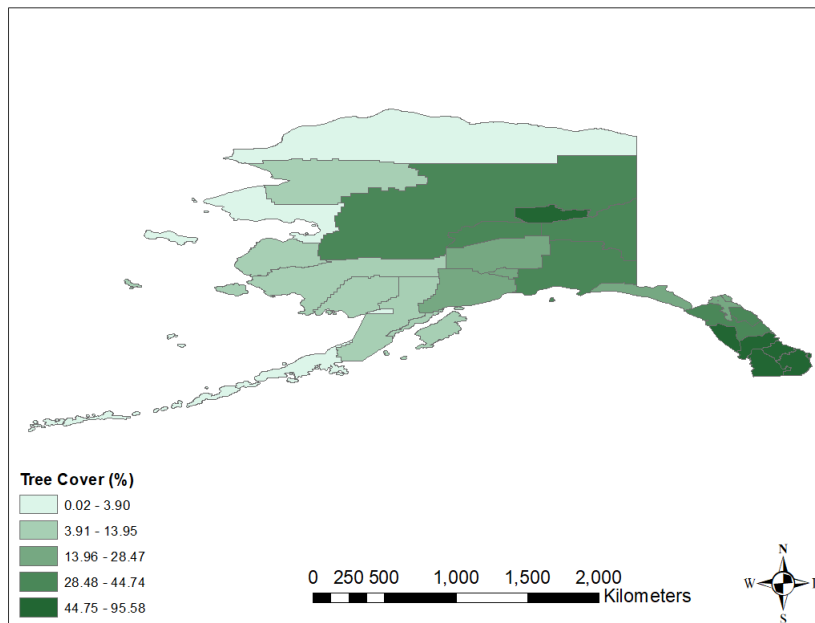 Tree Cover (%)
0.02 - 3.90
3.91 - 13.95
13.96 - 28.47
28.48 - 44.74
44.75 - 95.58
0 250 500 1,000 1,500 2,000
Kilometers
N
W
S